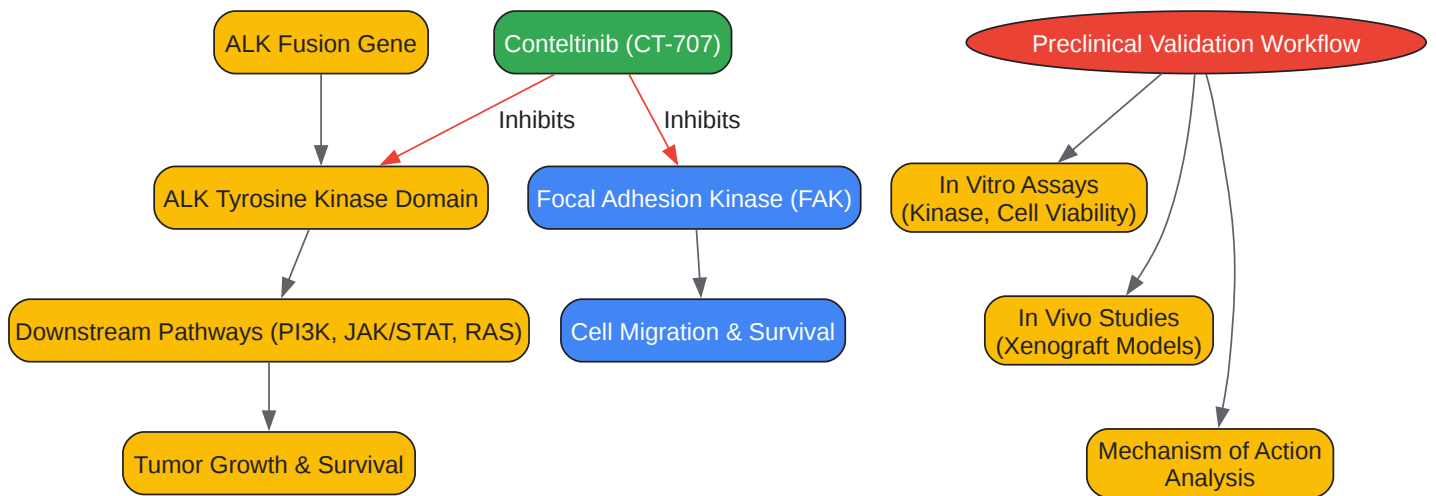 ALK Fusion Gene
Conteltinib (CT-707)
Preclinical Validation Workflow
Inhibits
Inhibits
ALK Tyrosine Kinase Domain
Focal Adhesion Kinase (FAK)
In Vitro Assays
(Kinase, Cell Viability)
Downstream Pathways (PI3K, JAK/STAT, RAS)
Cell Migration & Survival
In Vivo Studies
(Xenograft Models)
Tumor Growth & Survival
Mechanism of Action
Analysis